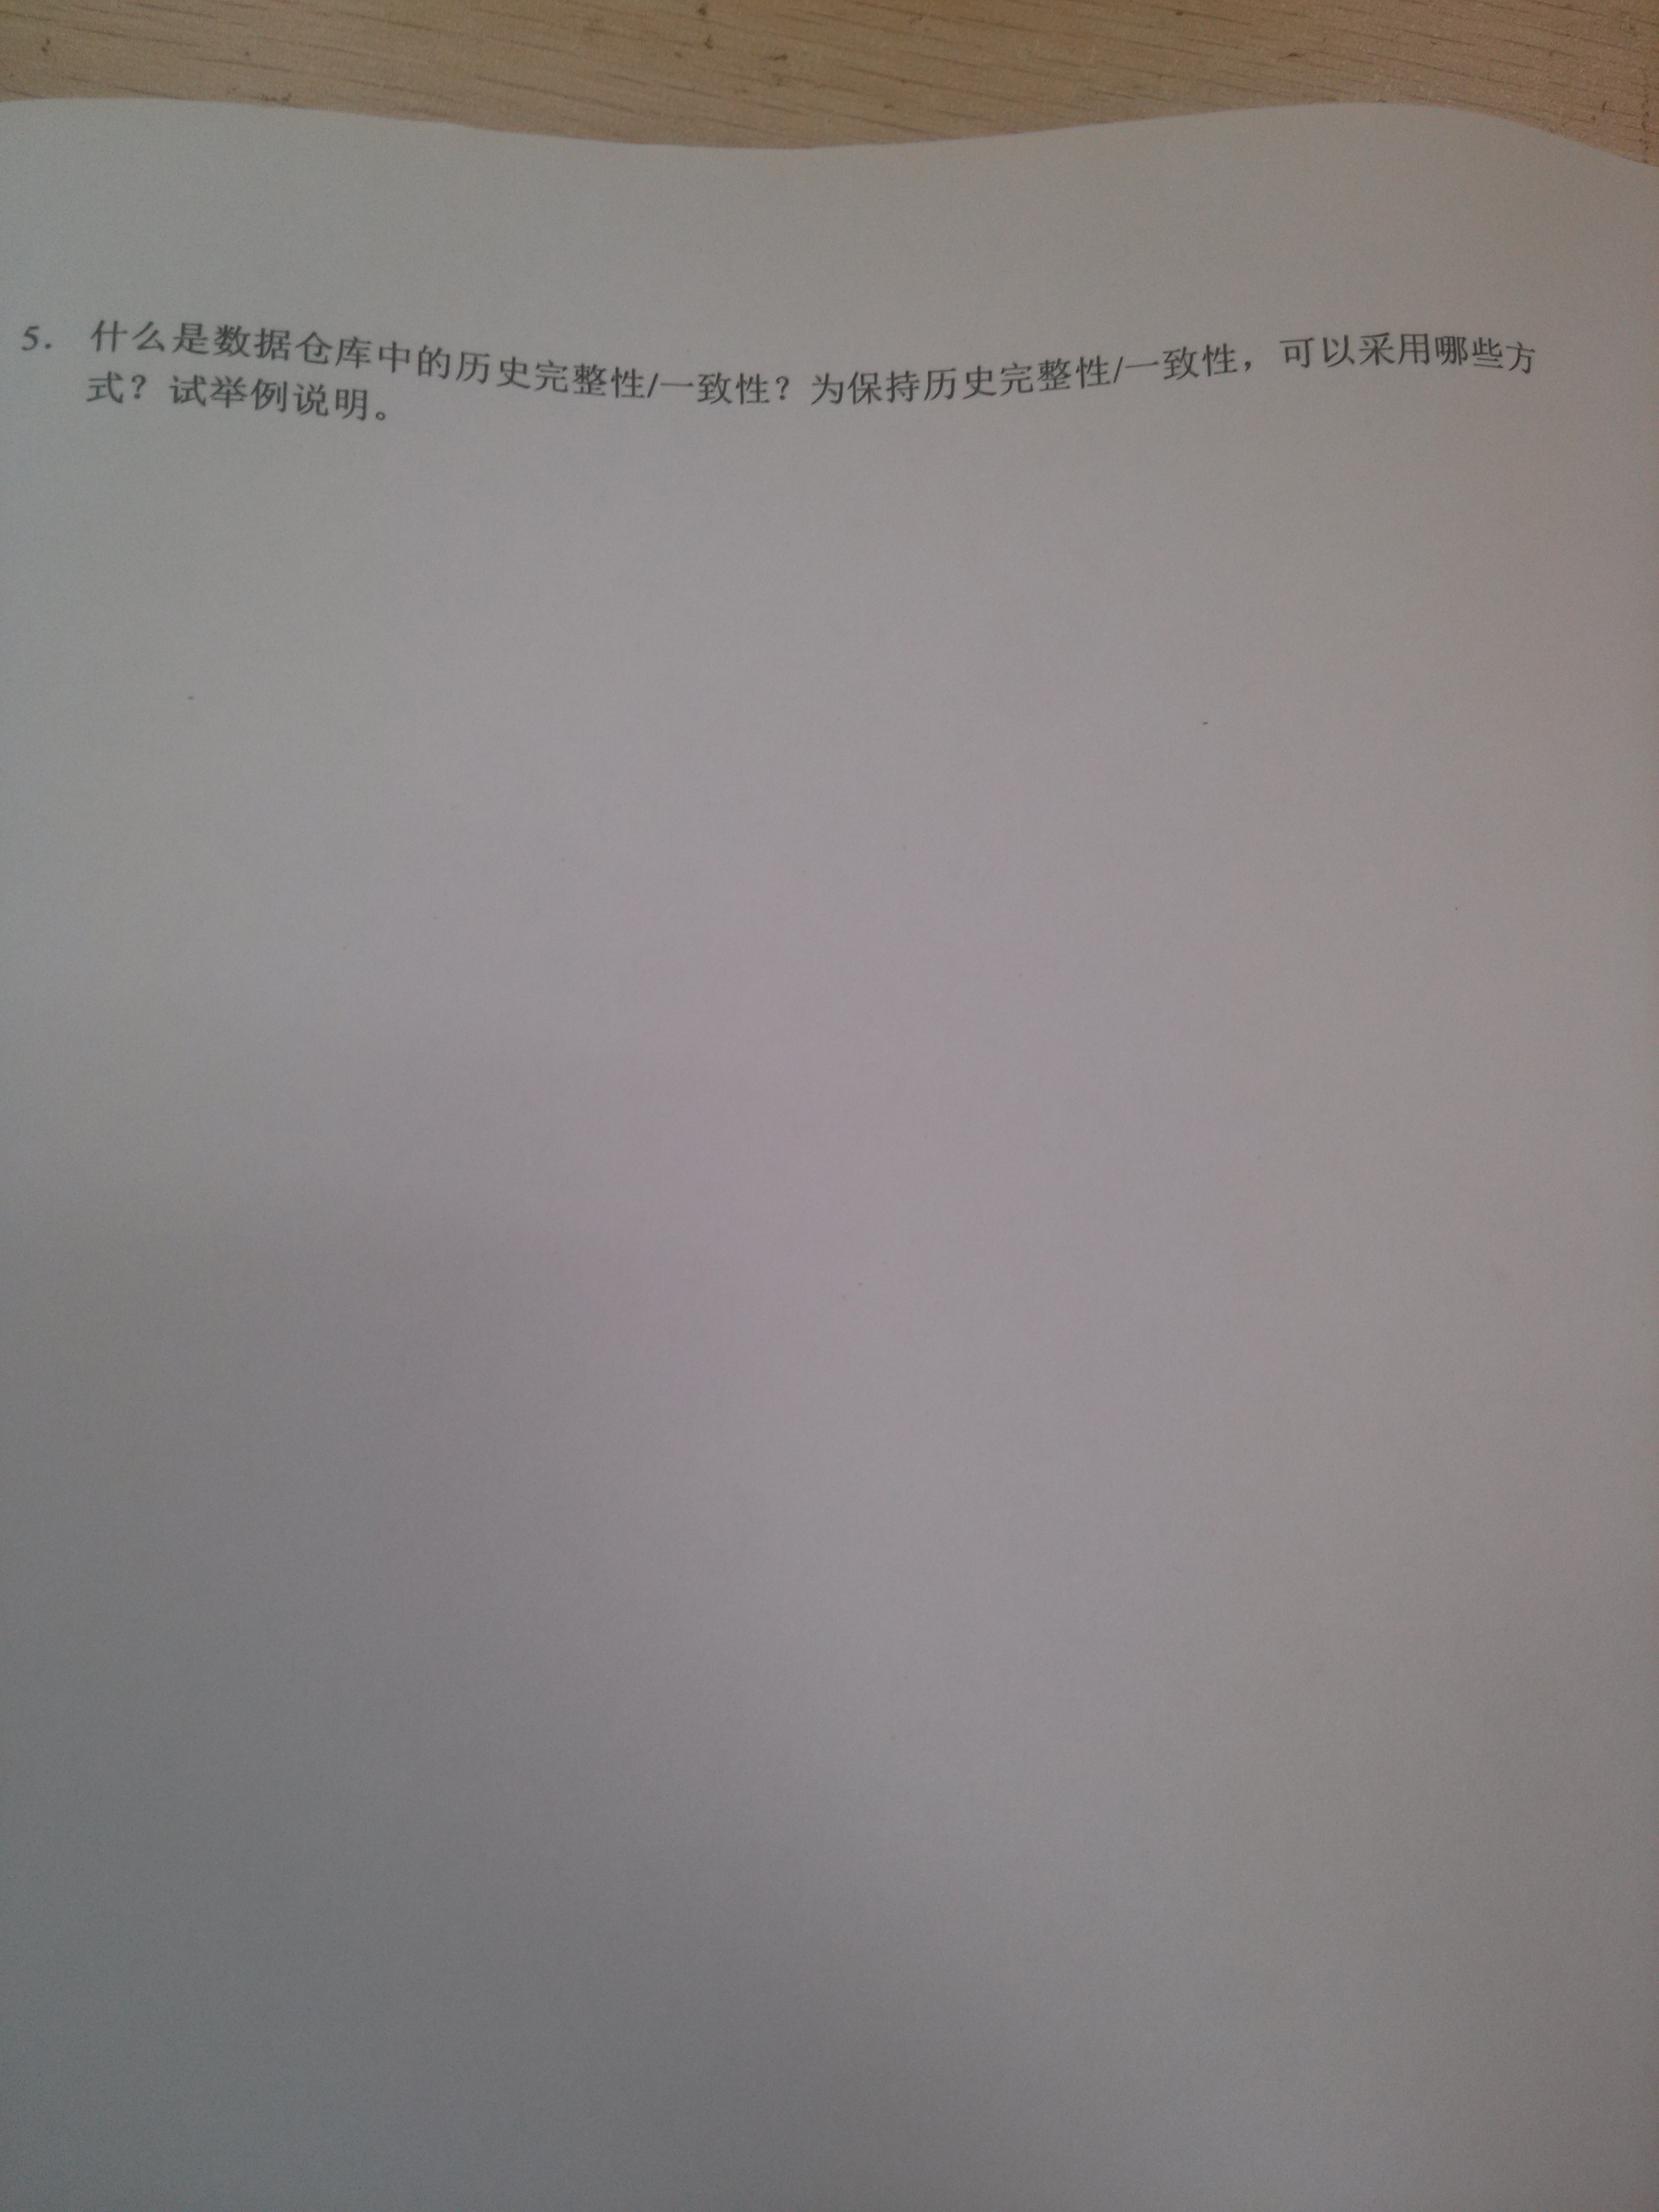 5. 什么是数据仓库中的历史完整性/一致性？为保持历史完整性/一致性，可以采用哪些方
式？试举例说明。